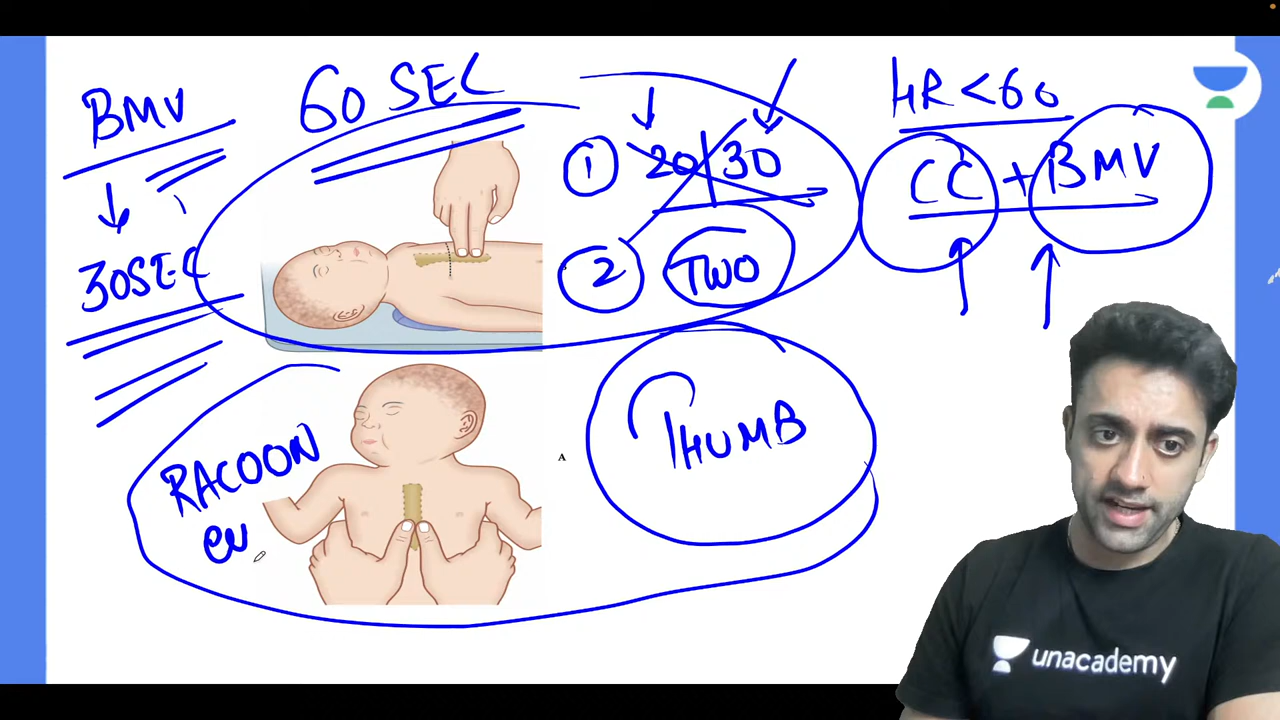 BMV
30SEC
60 SEC
① 20/30
② TWO
HR<60
CC + BMV
RACOON
THUMB
A
unacademy